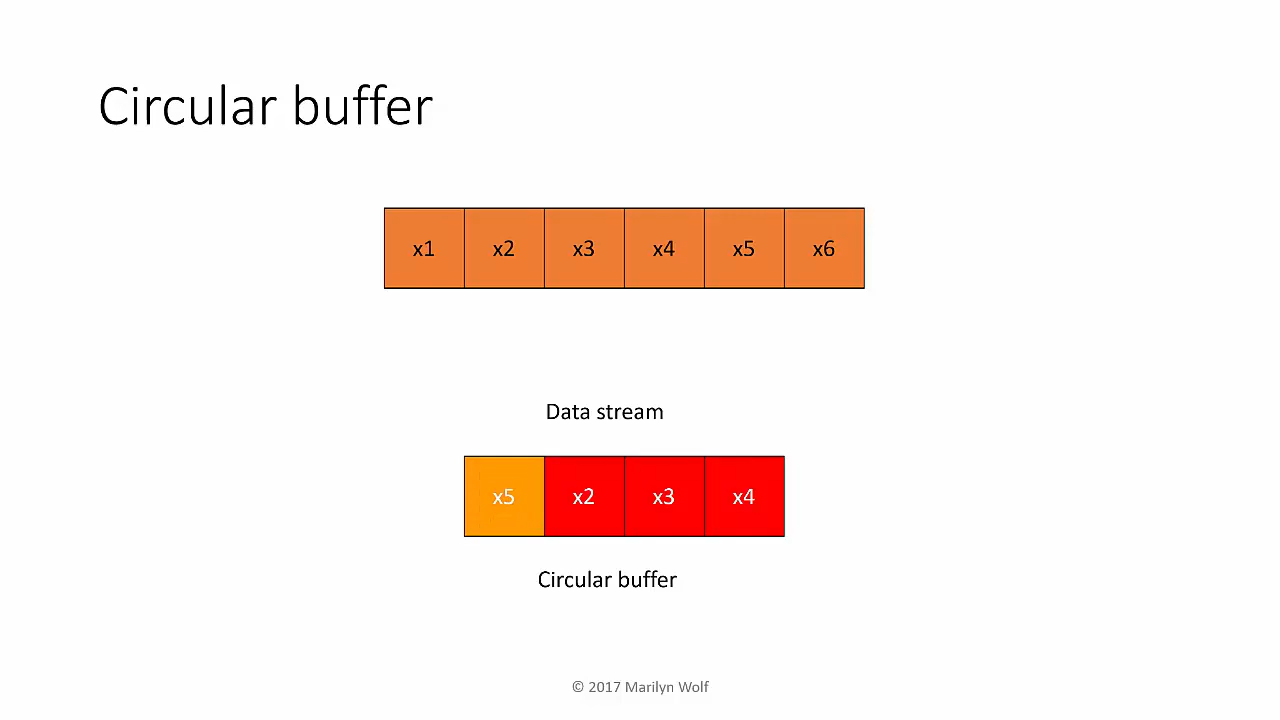 Circular buffer
x1 x2 x3 x4 x5 x6
Data stream
x5 x2 x3 x4
Circular buffer
© 2017 Marilyn Wolf